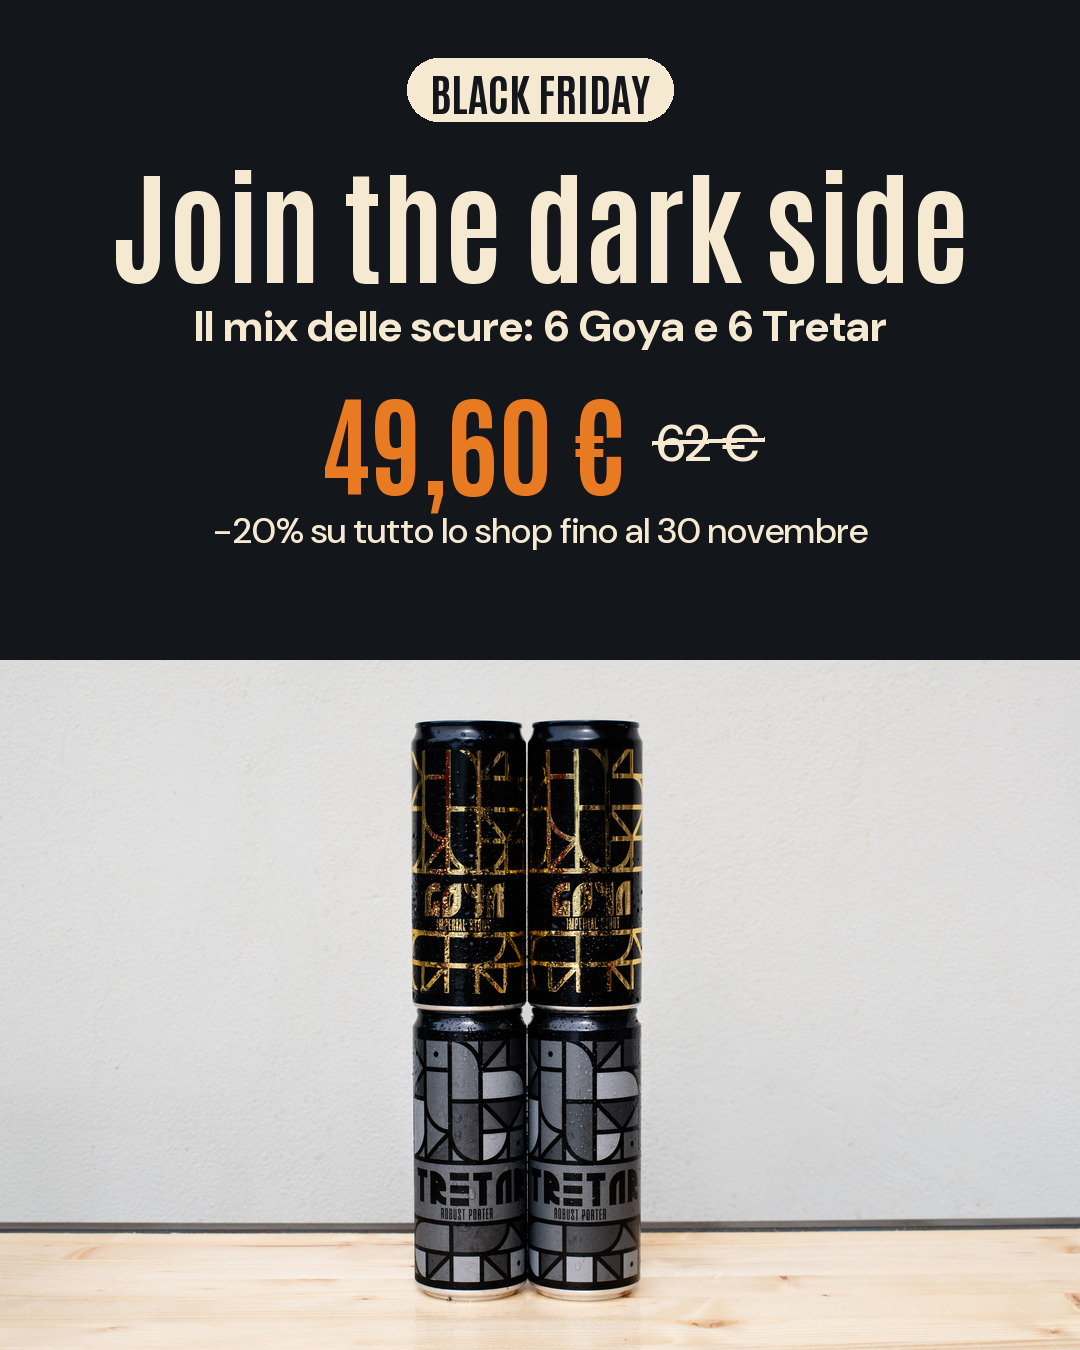 BLACK FRIDAY
Join the dark side
Il mix delle scure: 6 Goya e 6 Tretar
49,60 € 62 €
−20% su tutto lo shop fino al 30 novembre
GOYA GOYA
IMPERIAL STOUT IMPERIAL STOUT
TRETAR TRETAR
ROBUST PORTER ROBUST PORTER